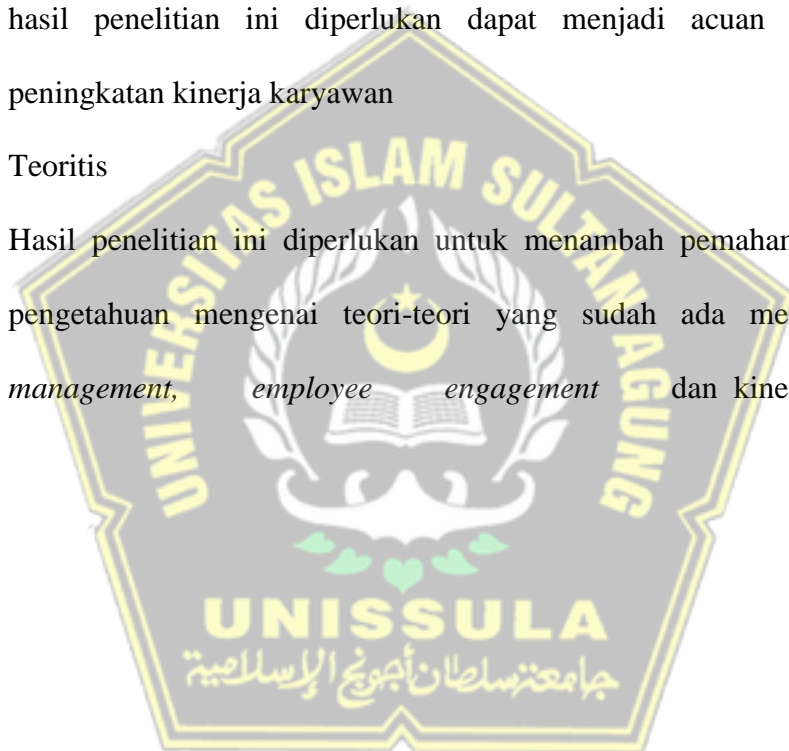 hasil penelitian ini diperlukan dapat menjadi acuan
peningkatan kinerja karyawan
Teoritis
Hasil penelitian ini diperlukan untuk menambah pemahan
pengetahuan mengenai teori-teori yang sudah ada me
management, employee engagement dan kine
UNIVERSITAS ISLAM SULTAN AGUNG
UNISSULA
جامعة سلطان أجونج الإسلامية